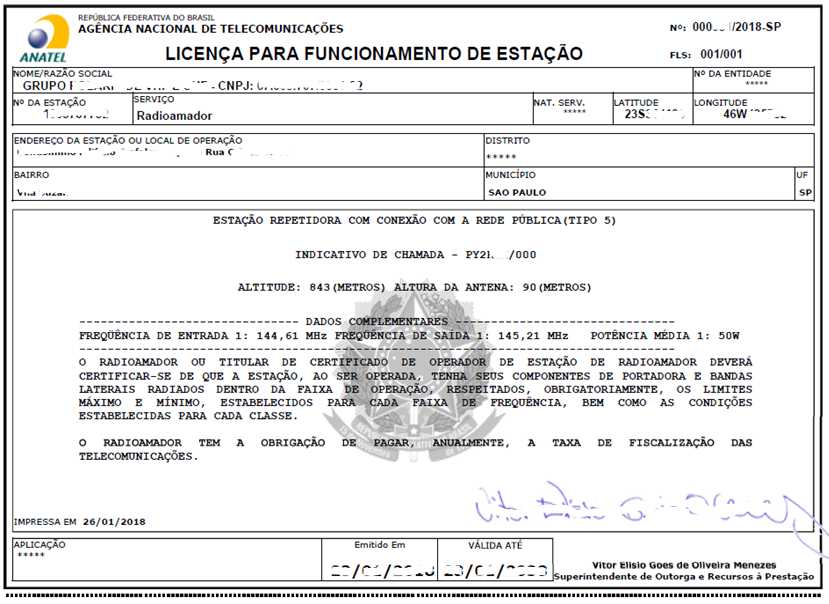 REPÚBLICA FEDERATIVA DO BRASIL
AGÊNCIA NACIONAL DE TELECOMUNICAÇÕES
ANATEL
Nº: /2018-SP
LICENÇA PARA FUNCIONAMENTO DE ESTAÇÃO
FLS: 001/001
NOME/RAZÃO SOCIAL
GRUPO - CNPJ:
Nº DA ENTIDADE
*****
Nº DA ESTAÇÃO
SERVIÇO
Radioamador
NAT. SERV.
*****
LATITUDE
23S
LONGITUDE
46W
ENDEREÇO DA ESTAÇÃO OU LOCAL DE OPERAÇÃO
Rua
DISTRITO
*****
BAIRRO
MUNICÍPIO
SAO PAULO
UF
SP
ESTAÇÃO REPETIDORA COM CONEXÃO COM A REDE PÚBLICA(TIPO 5)
INDICATIVO DE CHAMADA - /000
ALTITUDE: 843(METROS) ALTURA DA ANTENA: 90(METROS)
DADOS COMPLEMENTARES
FREQÜÊNCIA DE ENTRADA 1: 144,61 MHz FREQÜÊNCIA DE SAÍDA 1: 145,21 MHz POTÊNCIA MÉDIA 1: 50W
O RADIOAMADOR OU TITULAR DE CERTIFICADO DE OPERADOR DE ESTAÇÃO DE RADIOAMADOR DEVERÁ
CERTIFICAR-SE DE QUE A ESTAÇÃO, AO SER OPERADA, TENHA SEUS COMPONENTES DE PORTADORA E BANDAS
LATERAIS RADIADOS DENTRO DA FAIXA DE OPERAÇÃO, RESPEITADOS, OBRIGATORIAMENTE, OS LIMITES
MÁXIMO E MÍNIMO, ESTABELECIDOS PARA CADA FAIXA DE FREQUÊNCIA, BEM COMO AS CONDIÇÕES
ESTABELECIDAS PARA CADA CLASSE.
O RADIOAMADOR TEM A OBRIGAÇÃO DE PAGAR, ANUALMENTE, A TAXA DE FISCALIZAÇÃO DAS
TELECOMUNICAÇÕES.
IMPRESSA EM 26/01/2018
APLICAÇÃO
*****
Emitido Em
VÁLIDA ATÉ
Vitor Elisio Goes de Oliveira Menezes
Superintendente de Outorga e Recursos à Prestação